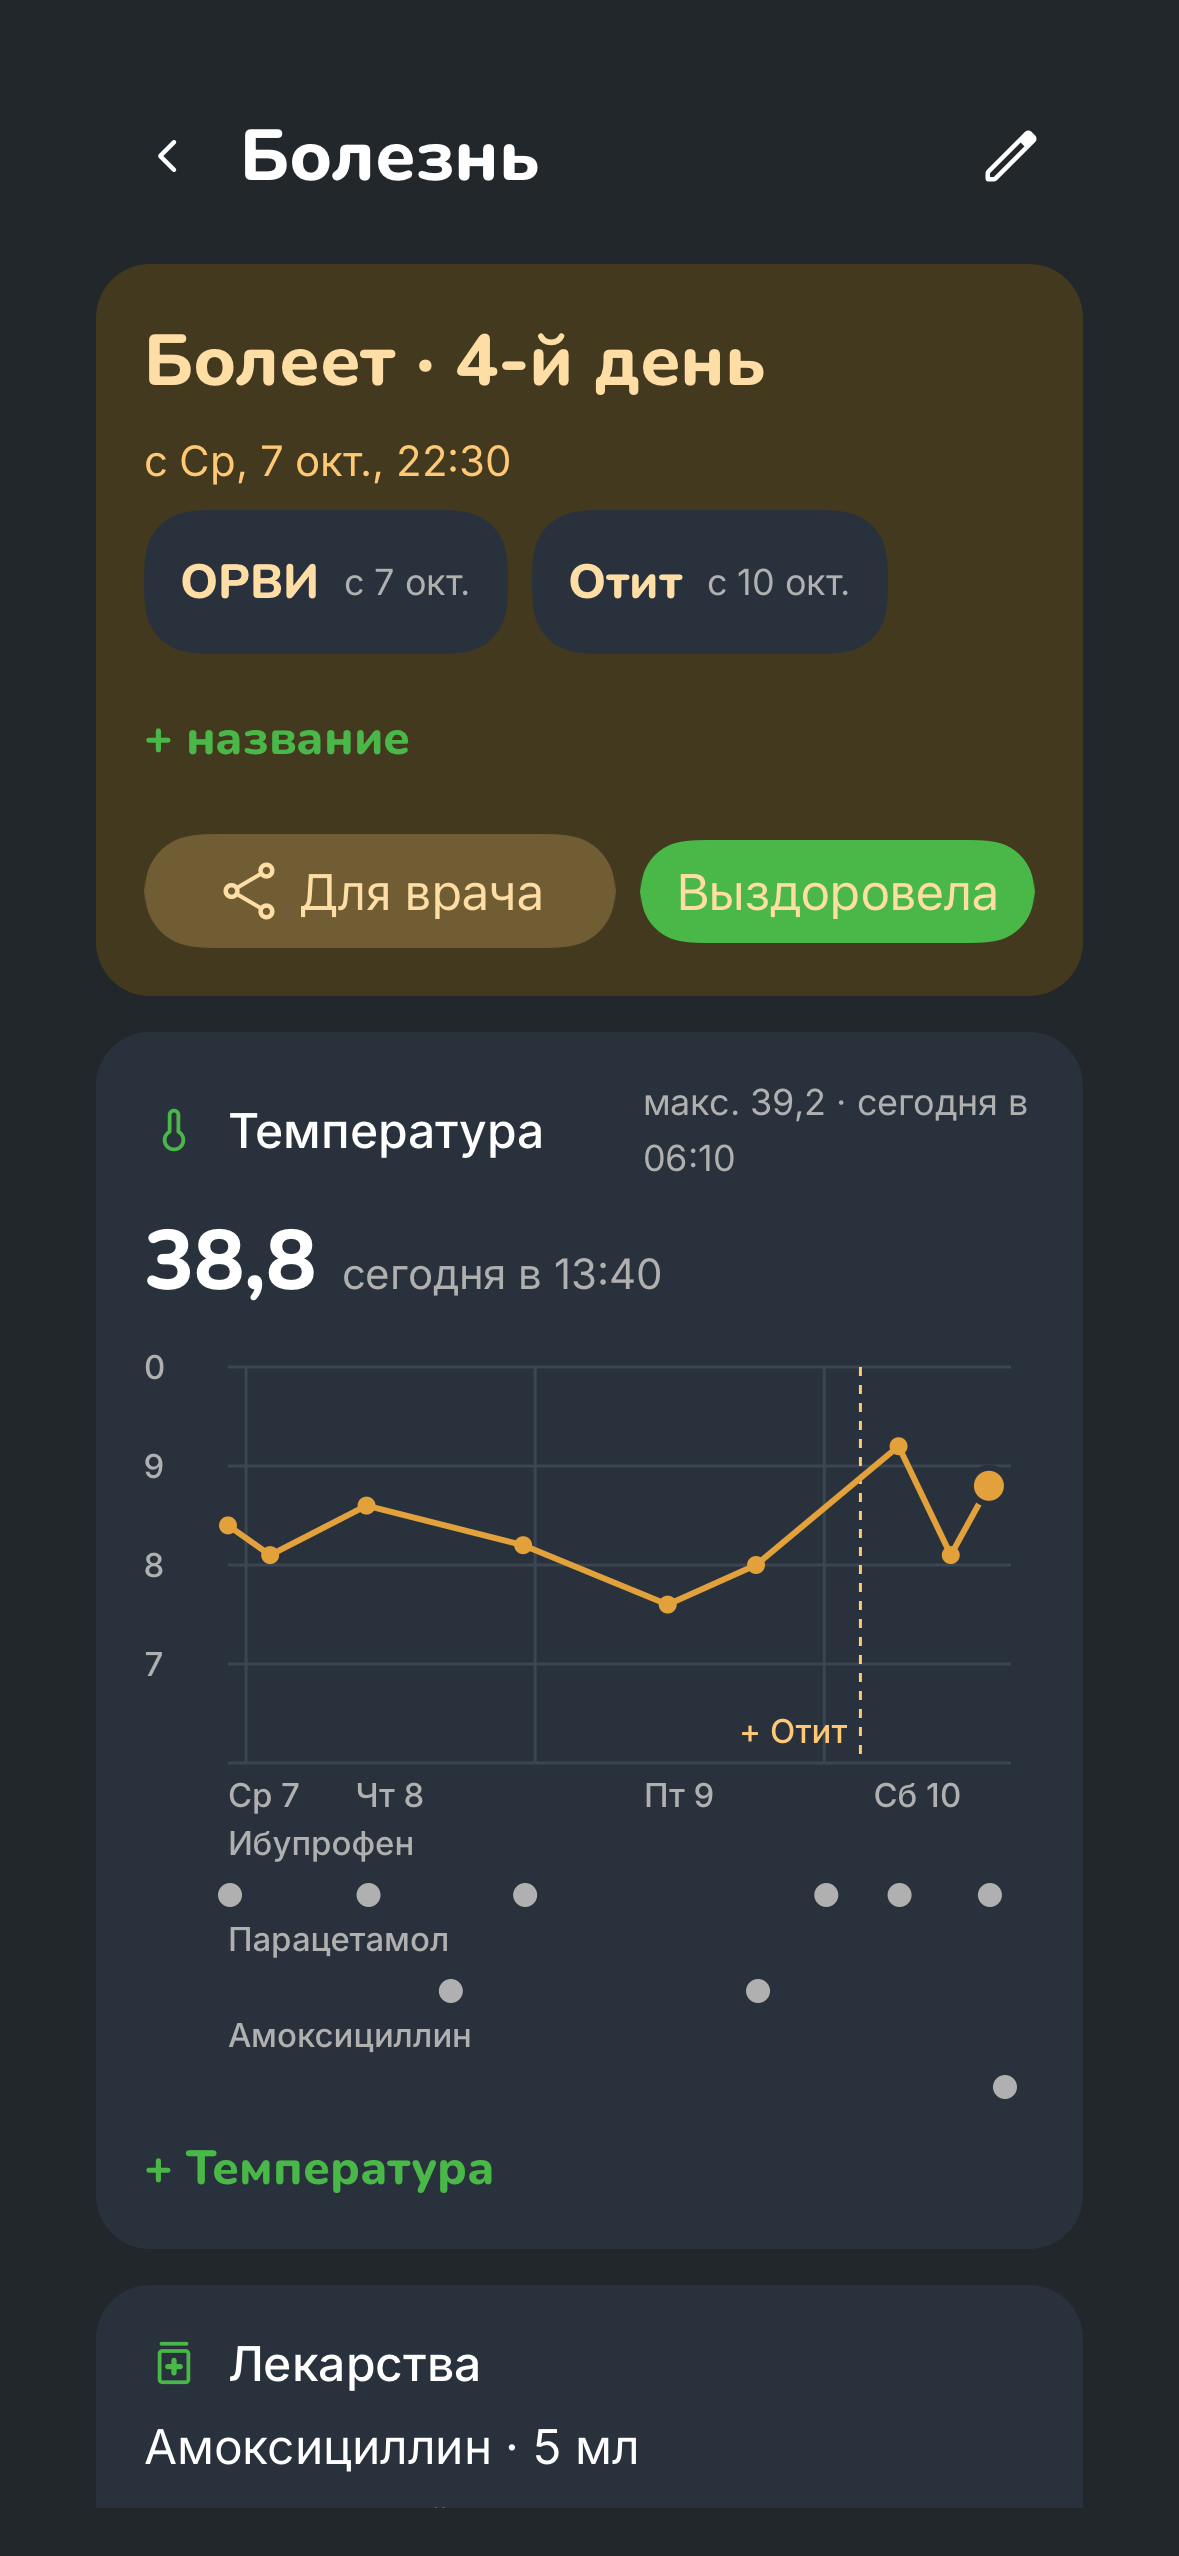 Болезнь
Болеет · 4-й день
с Ср, 7 окт., 22:30
ОРВИ с 7 окт. Отит с 10 окт.
+ название
Для врача Выздоровела
Температура макс. 39,2 · сегодня в
06:10
38,8 сегодня в 13:40
0
9
8
7
+ Отит
Ср 7 Чт 8 Пт 9 Сб 10
Ибупрофен
Парацетамол
Амоксициллин
+ Температура
Лекарства
Амоксициллин · 5 мл